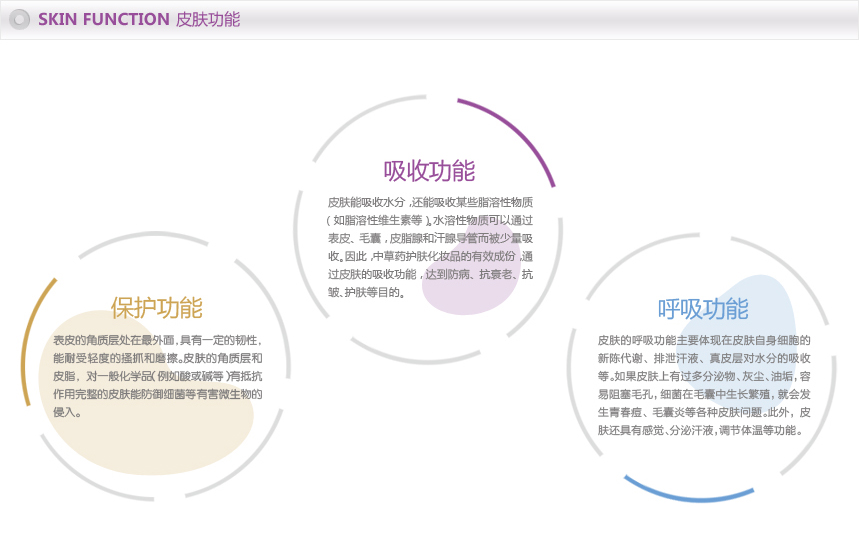 SKIN FUNCTION 皮肤功能
吸收功能
皮肤能吸收水分,还能吸收某些脂溶性物质
(如脂溶性维生素等)。水溶性物质可以通过
表皮、毛囊,皮脂腺和汗腺导管而被少量吸
收。因此,中草药护肤化妆品的有效成份,通
过皮肤的吸收功能,达到防病、抗衰老、抗
皱、护肤等目的。
保护功能
表皮的角质层处在最外面,具有一定的韧性,
能耐受轻度的搔抓和磨擦。皮肤的角质层和
皮脂, 对一般化学品(例如酸或碱等)有抵抗
作用完整的皮肤能防御细菌等有害微生物的
侵入。
呼吸功能
皮肤的呼吸功能主要体现在皮肤自身细胞的
新陈代谢、排泄汗液、真皮层对水分的吸收
等。如果皮肤上有过多分泌物、灰尘、油垢,容
易阻塞毛孔,细菌在毛囊中生长繁殖,就会发
生青春痘、毛囊炎等各种皮肤问题。此外,皮
肤还具有感觉、分泌汗液,调节体温等功能。